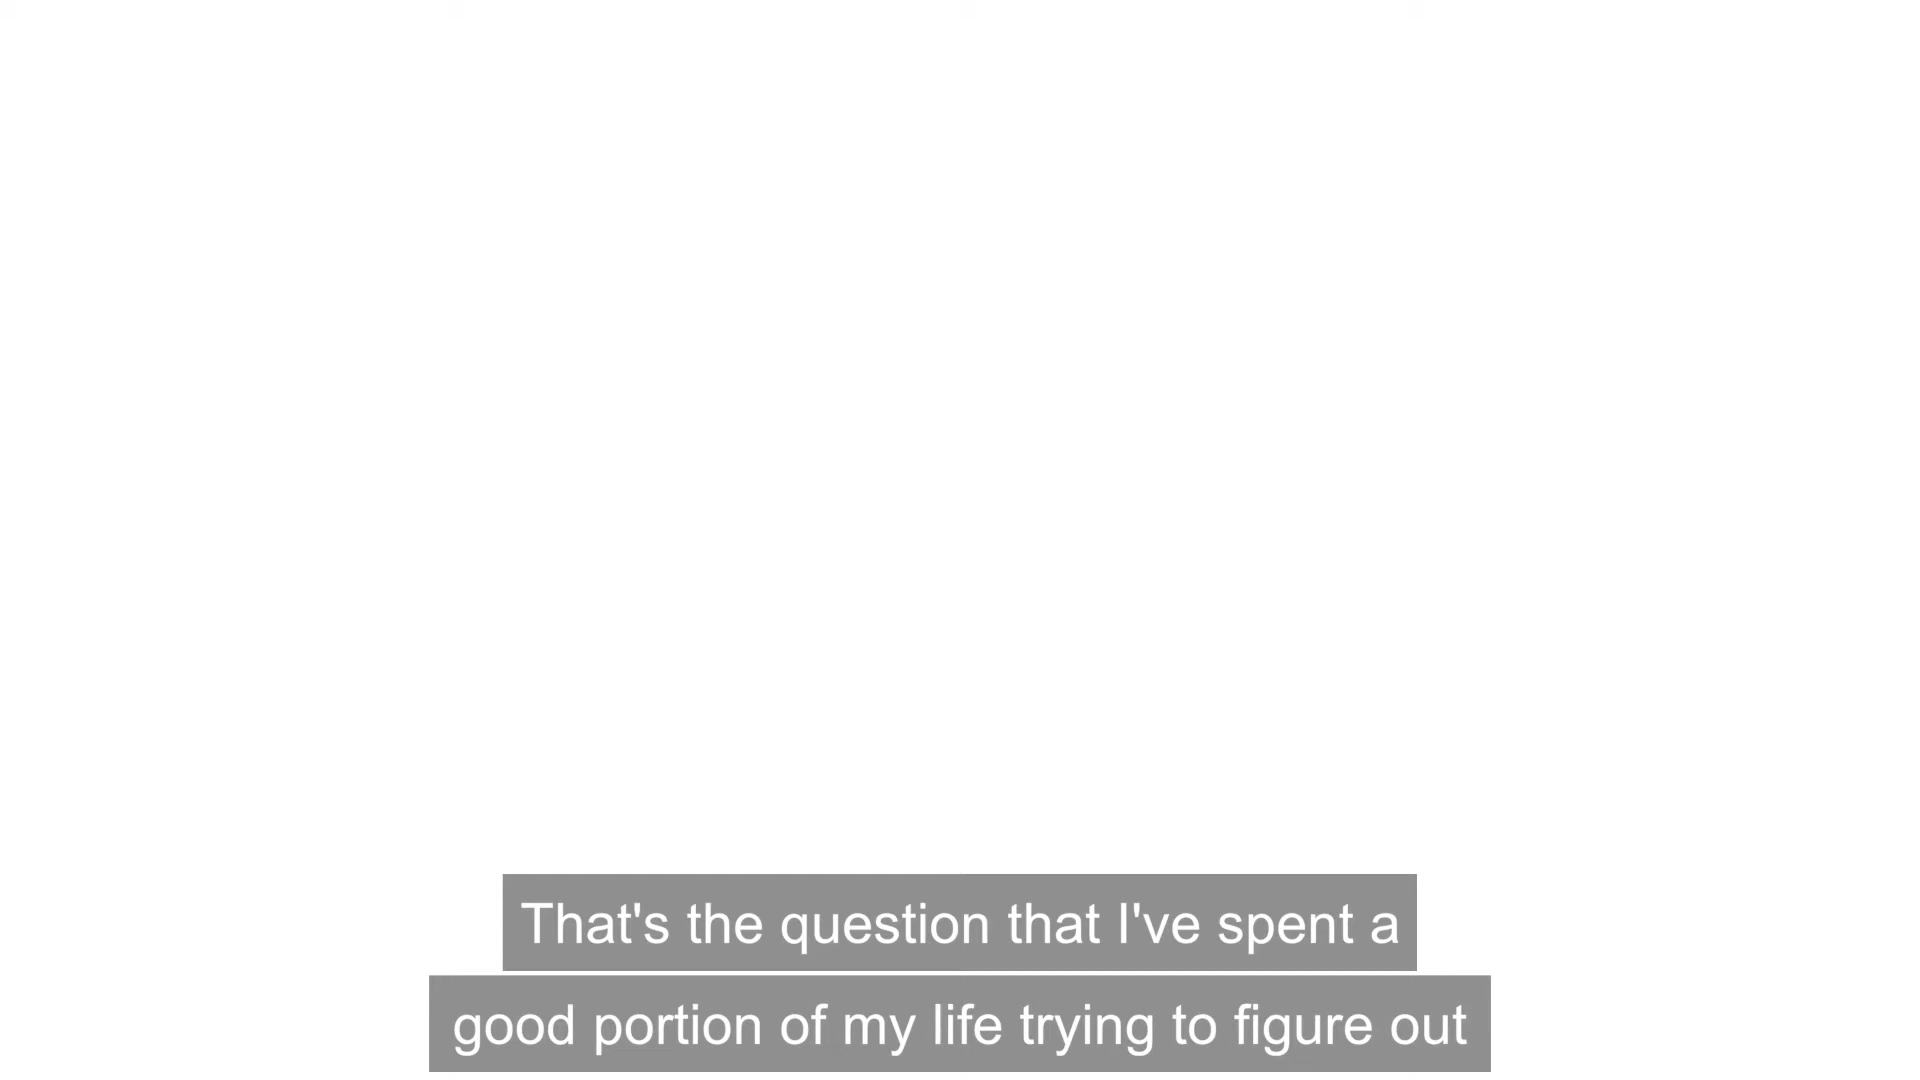 That's the question that I've spent a
good portion of my life trying to figure out